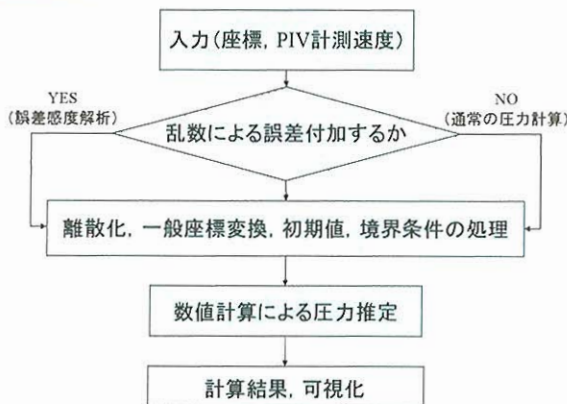 入力(座標, PIV計測速度)
YES
(誤差感度解析)
NO
(通常の圧力計算)
乱数による誤差付加するか
離散化, 一般座標変換, 初期値, 境界条件の処理
数値計算による圧力推定
計算結果, 可視化